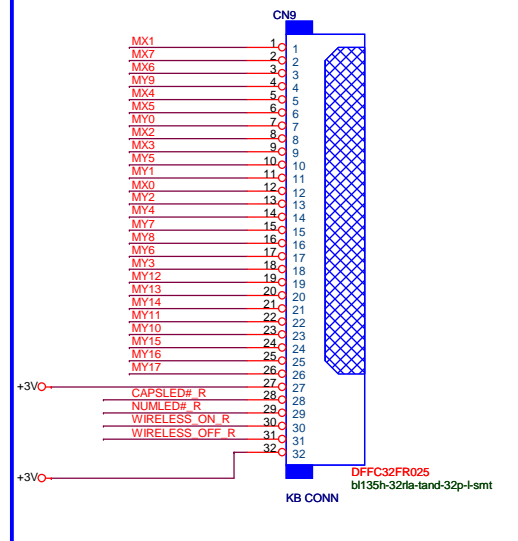 CN9
MX1 1 1
MX7 2 2
MX6 3 3
MY9 4 4
MX4 5 5
MX5 6 6
MY0 7 7
MX2 8 8
MX3 9 9
MY5 10 10
MY1 11 11
MX0 12 12
MY2 13 13
MY4 14 14
MY7 15 15
MY8 16 16
MY6 17 17
MY3 18 18
MY12 19 19
MY13 20 20
MY14 21 21
MY11 22 22
MY10 23 23
MY15 24 24
MY16 25 25
MY17 26 26
+3V 27 27
CAPSLED#_R 28 28
NUMLED#_R 29 29
WIRELESS_ON_R 30 30
WIRELESS_OFF_R 31 31
32 32
+3V
DFFC32FR025
bl135h-32rla-tand-32p-l-smt
KB CONN